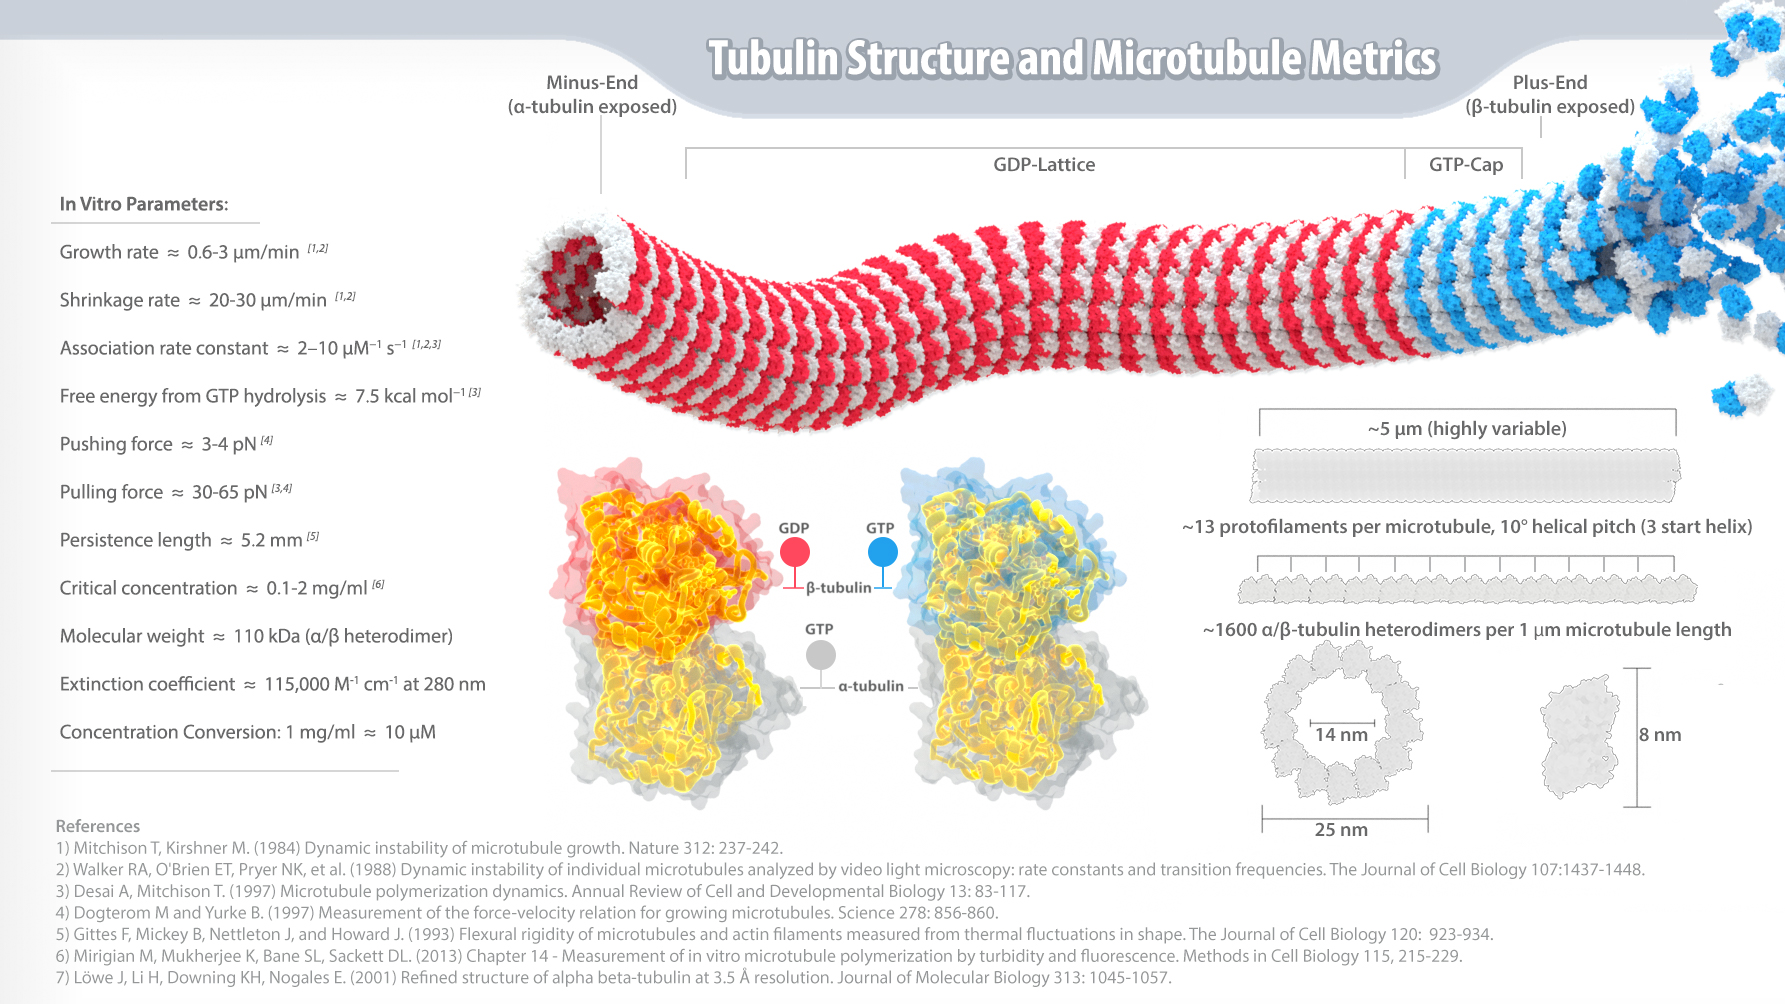 Tubulin Structure and Microtubule Metrics
Minus-End
(α-tubulin exposed)
Plus-End
(β-tubulin exposed)
GDP-Lattice
GTP-Cap
In Vitro Parameters:
Growth rate ≈ 0.6-3 μm/min [1,2]
Shrinkage rate ≈ 20-30 μm/min [1,2]
Association rate constant ≈ 2–10 μM⁻¹ s⁻¹ [1,2,3]
Free energy from GTP hydrolysis ≈ 7.5 kcal mol⁻¹ [3]
Pushing force ≈ 3-4 pN [4]
Pulling force ≈ 30-65 pN [3,4]
Persistence length ≈ 5.2 mm [5]
Critical concentration ≈ 0.1-2 mg/ml [6]
Molecular weight ≈ 110 kDa (α/β heterodimer)
Extinction coefficient ≈ 115,000 M⁻¹ cm⁻¹ at 280 nm
Concentration Conversion: 1 mg/ml ≈ 10 μM
GDP
GTP
β-tubulin
GTP
α-tubulin
~5 μm (highly variable)
~13 protofilaments per microtubule, 10° helical pitch (3 start helix)
~1600 α/β-tubulin heterodimers per 1 μm microtubule length
14 nm
8 nm
25 nm
References
1) Mitchison T, Kirshner M. (1984) Dynamic instability of microtubule growth. Nature 312: 237-242.
2) Walker RA, O'Brien ET, Pryer NK, et al. (1988) Dynamic instability of individual microtubules analyzed by video light microscopy: rate constants and transition frequencies. The Journal of Cell Biology 107:1437-1448.
3) Desai A, Mitchison T. (1997) Microtubule polymerization dynamics. Annual Review of Cell and Developmental Biology 13: 83-117.
4) Dogterom M and Yurke B. (1997) Measurement of the force-velocity relation for growing microtubules. Science 278: 856-860.
5) Gittes F, Mickey B, Nettleton J, and Howard J. (1993) Flexural rigidity of microtubules and actin filaments measured from thermal fluctuations in shape. The Journal of Cell Biology 120: 923-934.
6) Mirigian M, Mukherjee K, Bane SL, Sackett DL. (2013) Chapter 14 - Measurement of in vitro microtubule polymerization by turbidity and fluorescence. Methods in Cell Biology 115, 215-229.
7) Löwe J, Li H, Downing KH, Nogales E. (2001) Refined structure of alpha beta-tubulin at 3.5 Å resolution. Journal of Molecular Biology 313: 1045-1057.